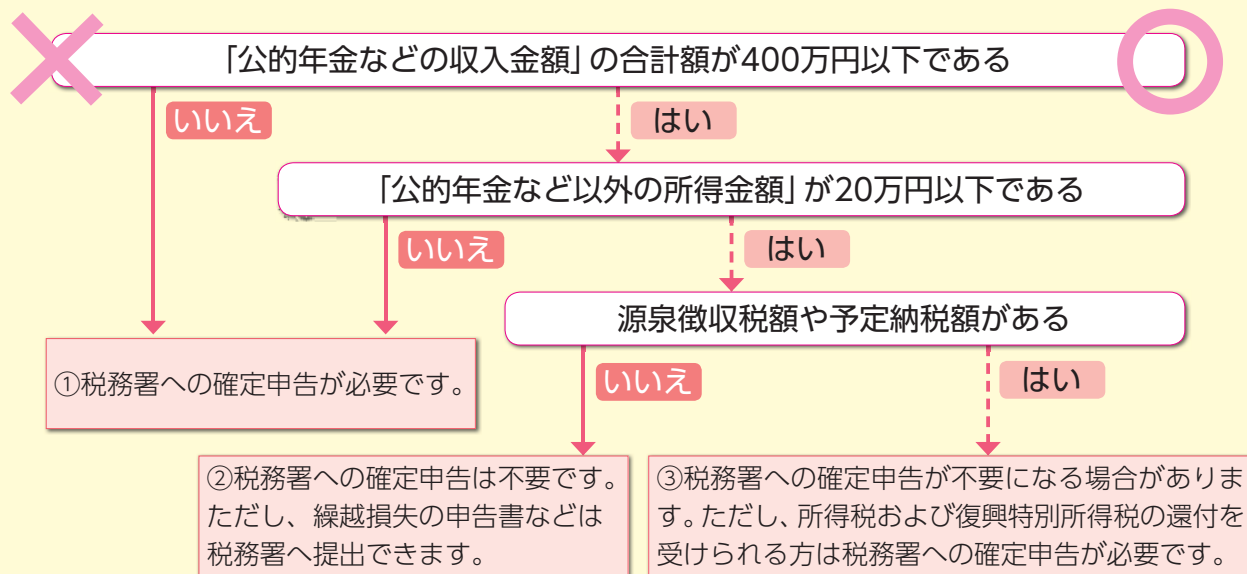 「公的年金などの収入金額」の合計額が400万円以下である
いいえ
はい
「公的年金など以外の所得金額」が20万円以下である
いいえ
はい
源泉徴収税額や予定納税額がある
①税務署への確定申告が必要です。
いいえ
はい
②税務署への確定申告は不要です。
ただし、繰越損失の申告書などは
税務署へ提出できます。
③税務署への確定申告が不要になる場合がありま
す。ただし、所得税および復興特別所得税の還付を
受けられる方は税務署への確定申告が必要です。